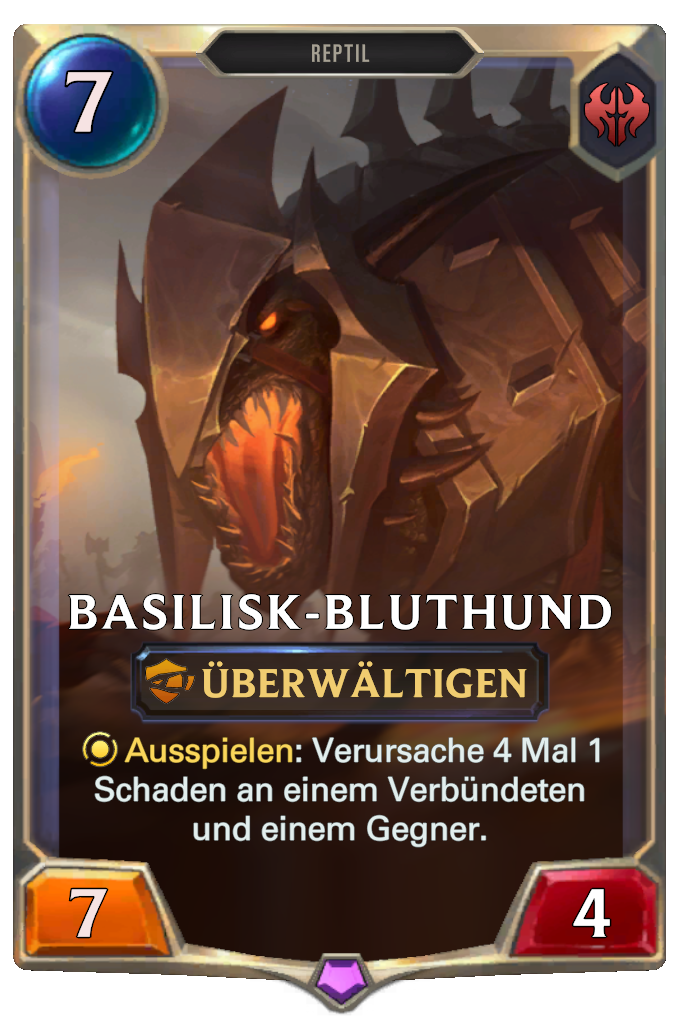 REPTIL
7
BASILISK-BLUTHUND
ÜBERWÄLTIGEN
Ausspielen: Verursache 4 Mal 1
Schaden an einem Verbündeten
und einem Gegner.
7
4